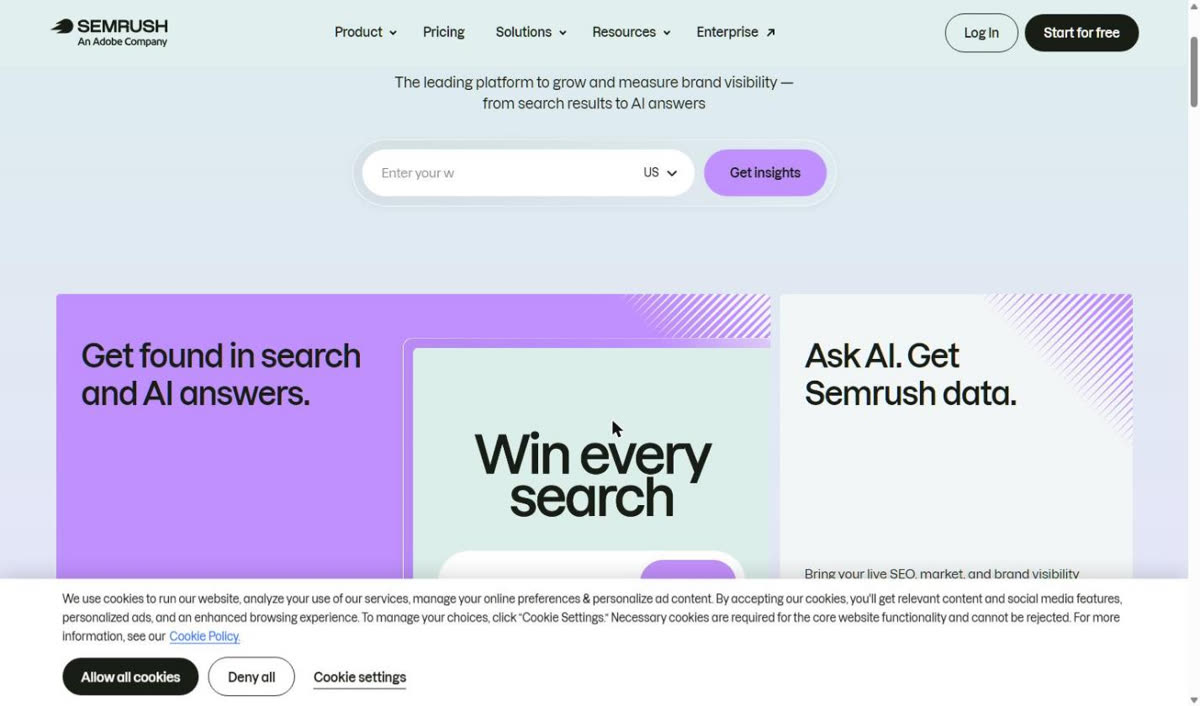 SEMRUSH
An Adobe Company
Product
Pricing
Solutions
Resources
Enterprise
Log In
Start for free
The leading platform to grow and measure brand visibility —
from search results to AI answers
Enter your w
US
Get insights
Get found in search
and AI answers.
Win every
search
Ask AI. Get
Semrush data.
Bring your live SEO, market, and brand visibility
We use cookies to run our website, analyze your use of our services, manage your online preferences & personalize ad content. By accepting our cookies, you'll get relevant content and social media features,
personalized ads, and an enhanced browsing experience. To manage your choices, click “Cookie Settings.” Necessary cookies are required for the core website functionality and cannot be rejected. For more
information, see our Cookie Policy.
Allow all cookies
Deny all
Cookie settings